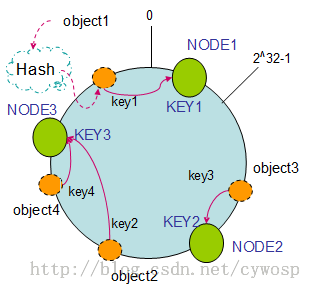 object1
0
NODE1
2^32-1
Hash
key1
KEY1
NODE3
KEY3
object3
key3
key4
object4
key2
KEY2
NODE2
object2
http://blog.csdn.net/cywosp